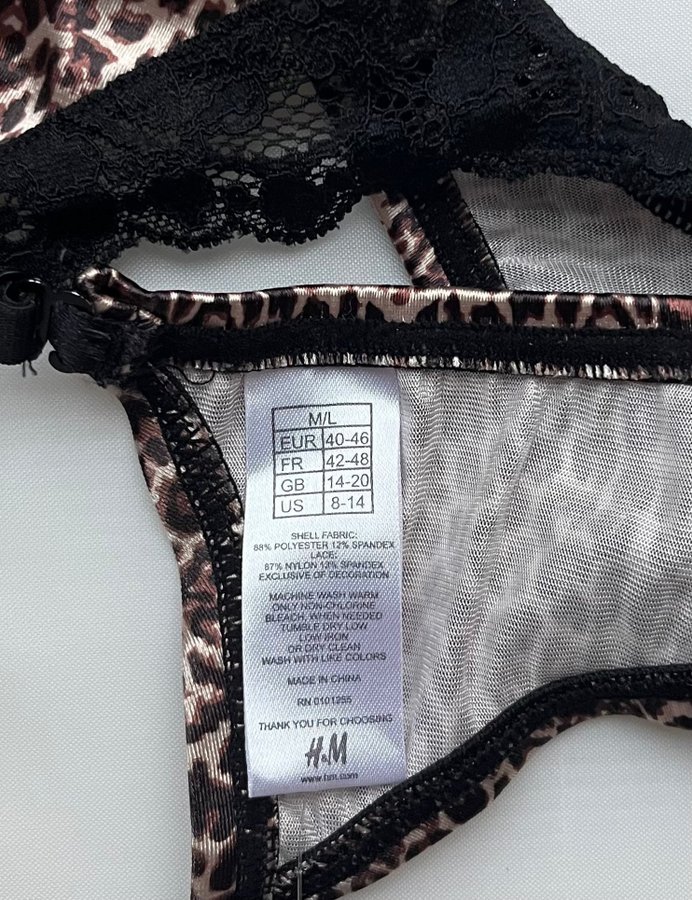 M/L
EUR 40-46
FR 42-48
GB 14-20
US 8-14
SHELL FABRIC:
88% POLYESTER 12% SPANDEX
LACE:
87% NYLON 13% SPANDEX
EXCLUSIVE OF DECORATION
MACHINE WASH WARM
ONLY NON-CHLORINE
BLEACH, WHEN NEEDED
TUMBLE DRY LOW
LOW IRON
OR DRY CLEAN
WASH WITH LIKE COLORS
MADE IN CHINA
RN 0101255
THANK YOU FOR CHOOSING
H&M
www.hm.com